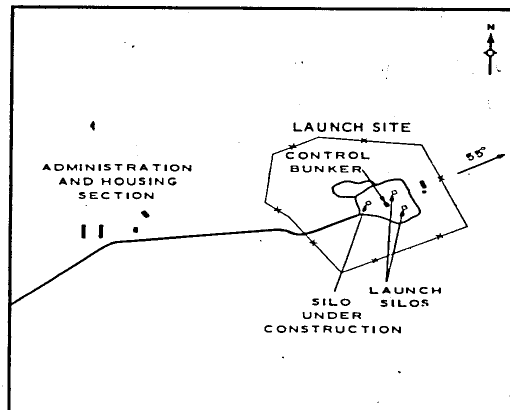 N
LAUNCH SITE
55°
CONTROL
BUNKER
ADMINISTRATION
AND HOUSING
SECTION
SILO
UNDER
CONSTRUCTION
LAUNCH
SILOS